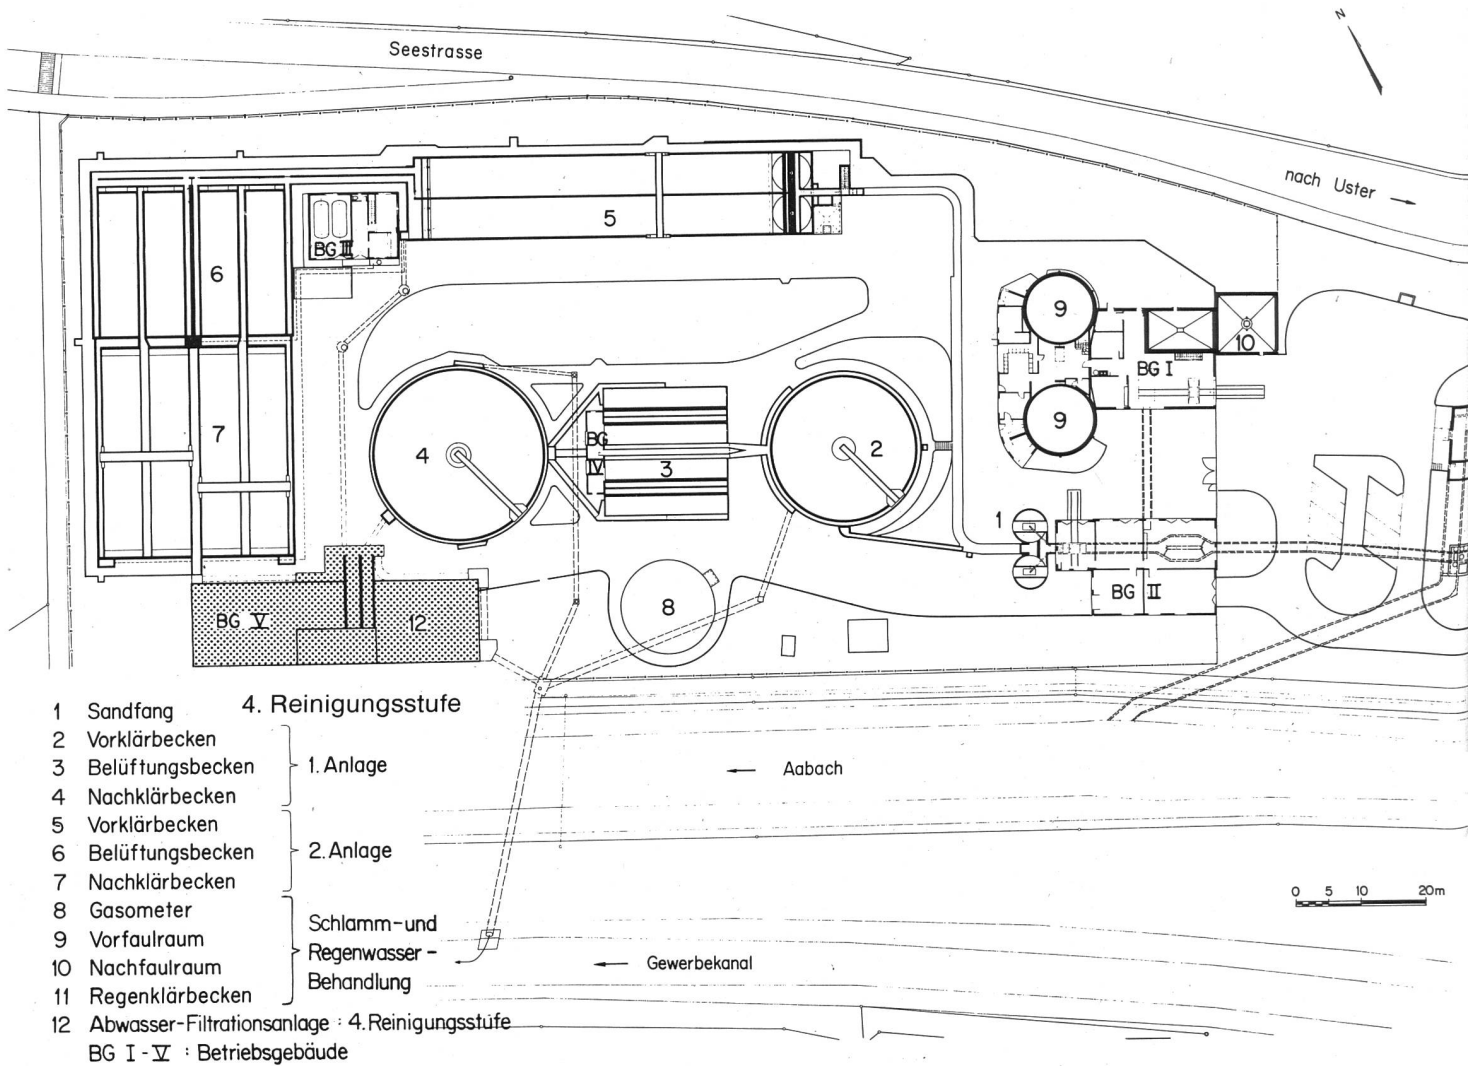 N
Seestrasse
nach Uster
5
6
BG III
9
10
BG I
9
7
4
BG
IV
3
2
1
BG II
8
BG V
12
4. Reinigungsstufe
1 Sandfang
2 Vorklärbecken
3 Belüftungsbecken
1. Anlage
4 Nachklärbecken
5 Vorklärbecken
6 Belüftungsbecken
2. Anlage
7 Nachklärbecken
8 Gasometer
9 Vorfaulraum
10 Nachfaulraum
11 Regenklärbecken
Schlamm-und
Regenwasser-
Behandlung
12 Abwasser-Filtrationsanlage : 4. Reinigungsstufe
BG I - V : Betriebsgebäude
Aabach
Gewerbekanal
0 5 10 20m